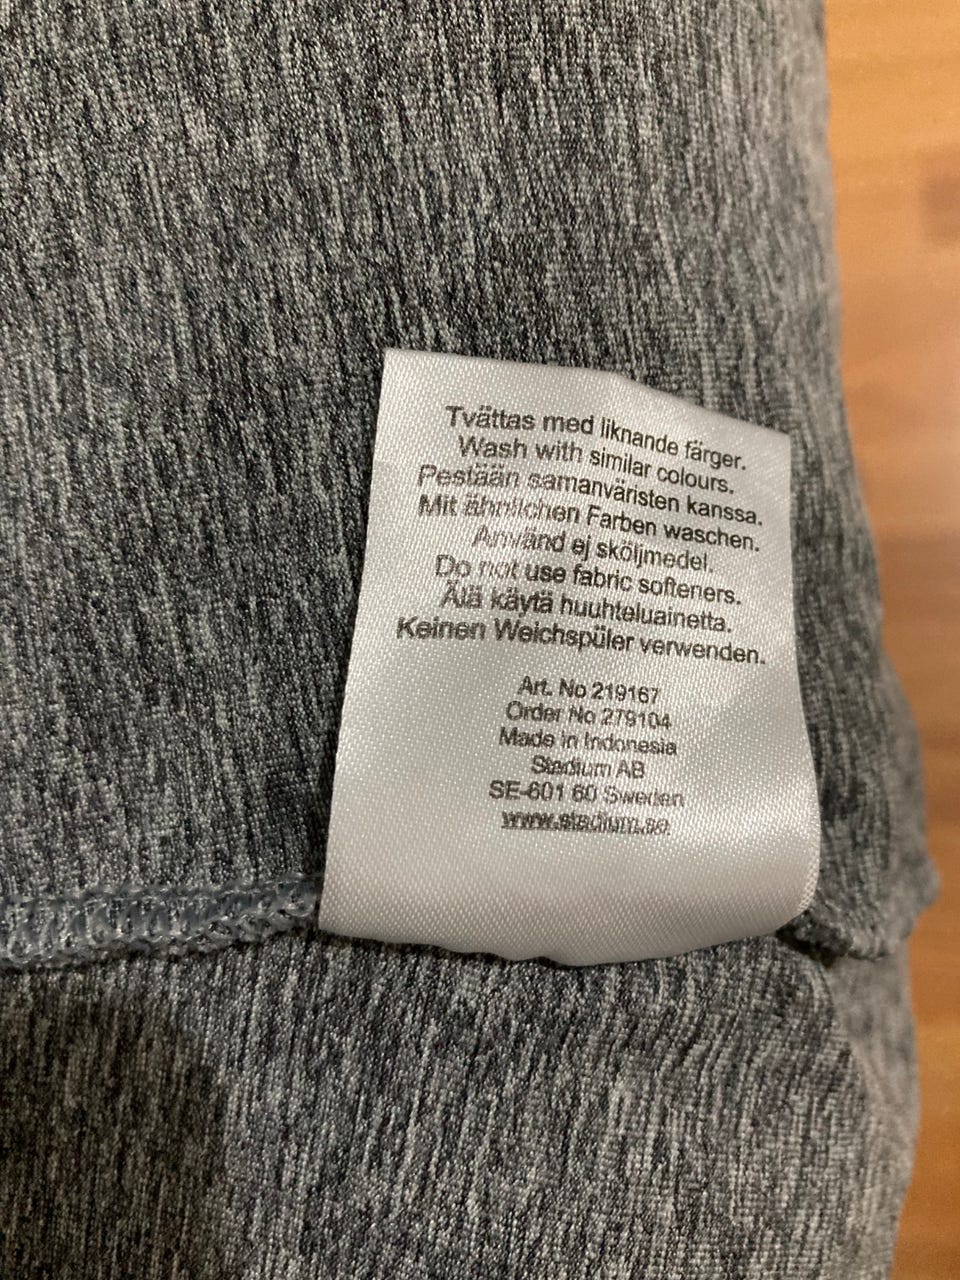 Tvättas med liknande färger.
Wash with similar colours.
Pestään samanväristen kanssa.
Mit ähnlichen Farben waschen.
Använd ej sköljmedel.
Do not use fabric softeners.
Älä käytä huuhteluainetta.
Keinen Weichspüler verwenden.
Art. No 219167
Order No 279104
Made in Indonesia
Stadium AB
SE-601 60 Sweden
www.stadium.se